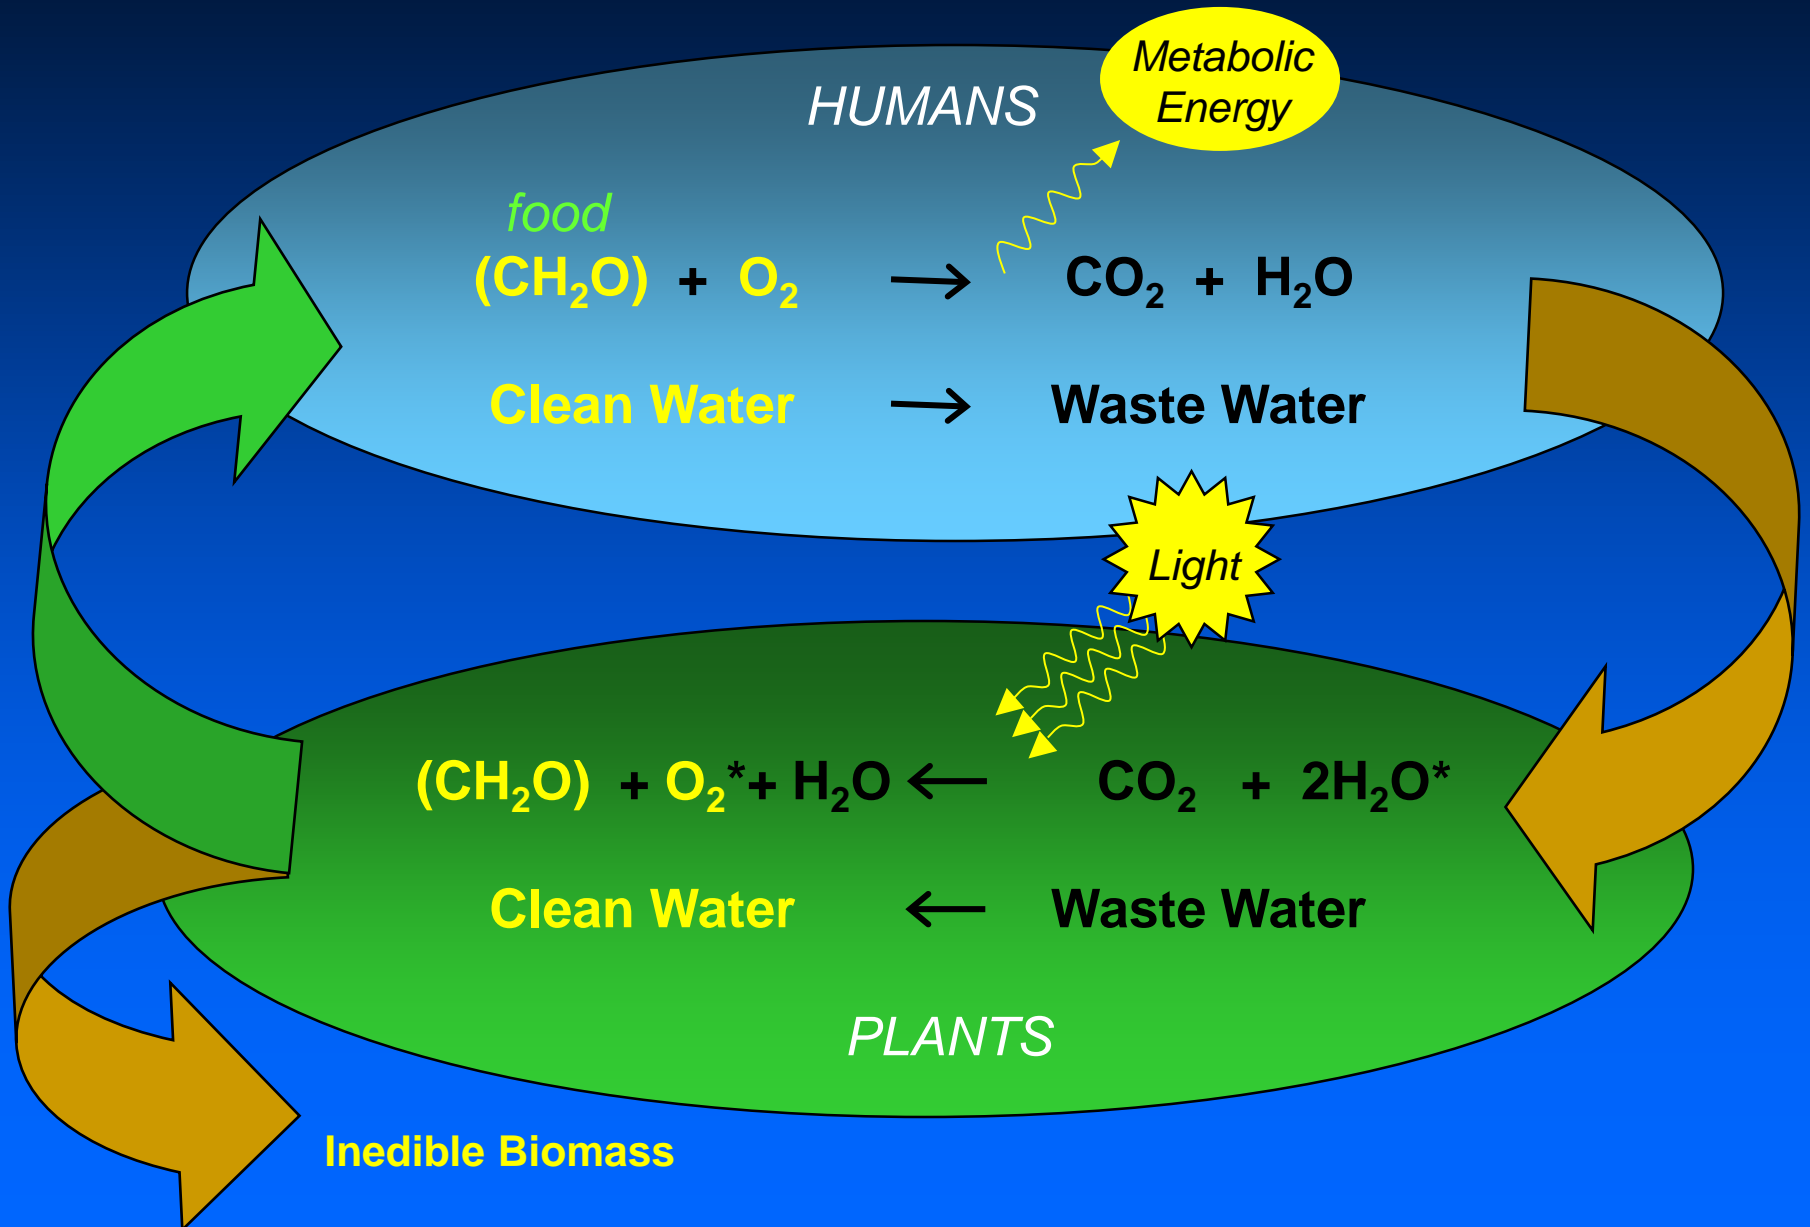 Metabolic
Energy
HUMANS
food
(CH₂O) + O₂ → CO₂ + H₂O
Clean Water → Waste Water
Light
(CH₂O) + O₂*+ H₂O ← CO₂ + 2H₂O*
Clean Water ← Waste Water
PLANTS
Inedible Biomass